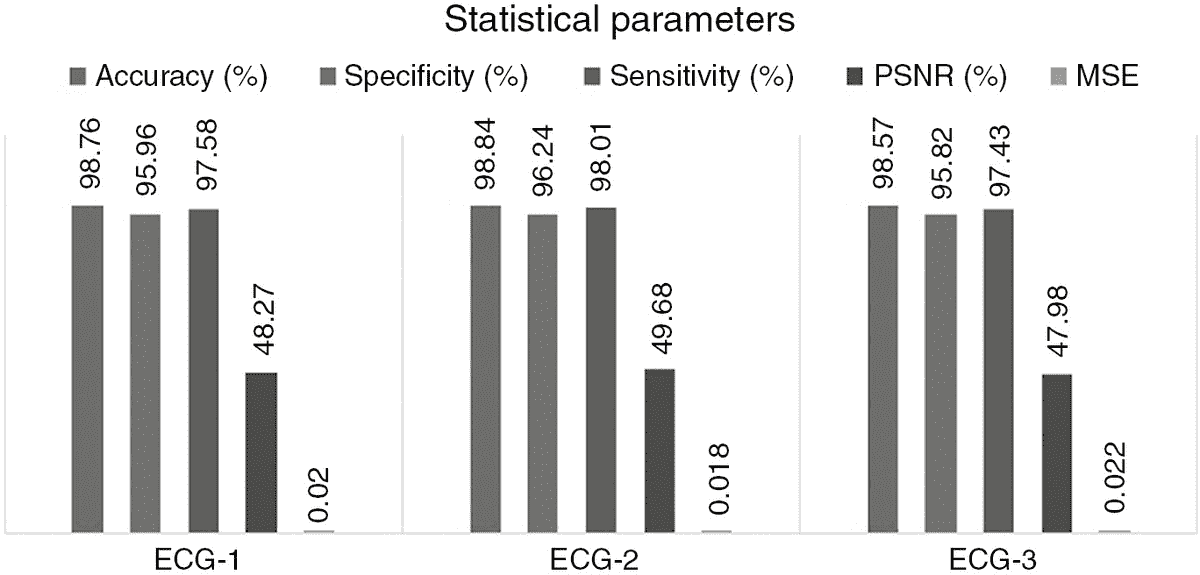 Statistical parameters
Accuracy (%) Specificity (%) Sensitivity (%) PSNR (%) MSE
98.76 95.96 97.58 48.27 0.02 98.84 96.24 98.01 49.68 0.018 98.57 95.82 97.43 47.98 0.022
ECG-1 ECG-2 ECG-3